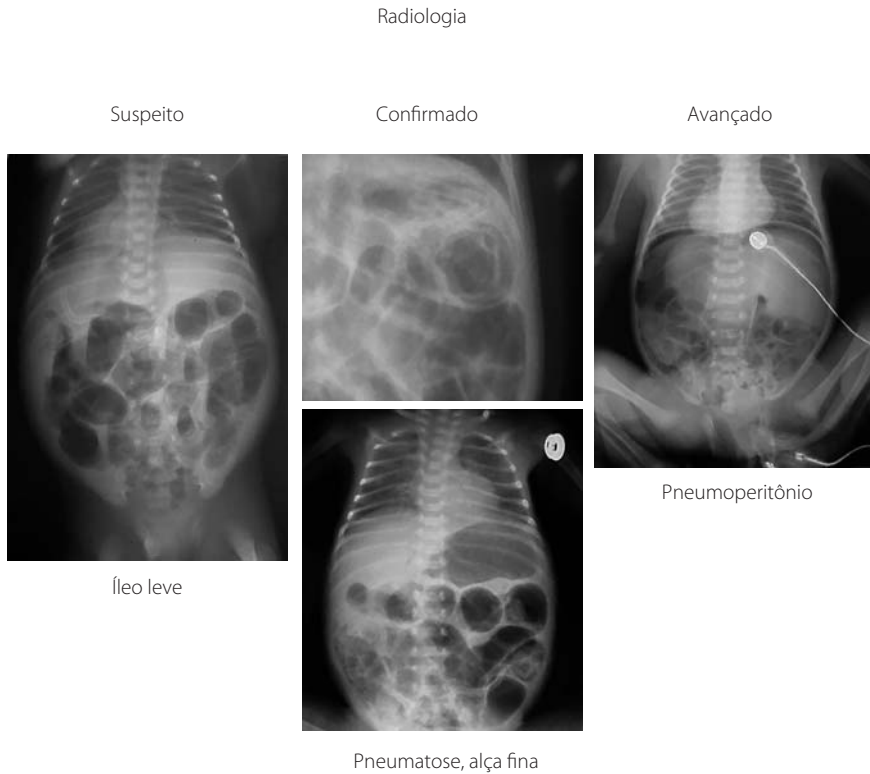 Radiologia
Suspeito
Confirmado
Avançado
Pneumoperitônio
Íleo leve
Pneumatose, alça fina